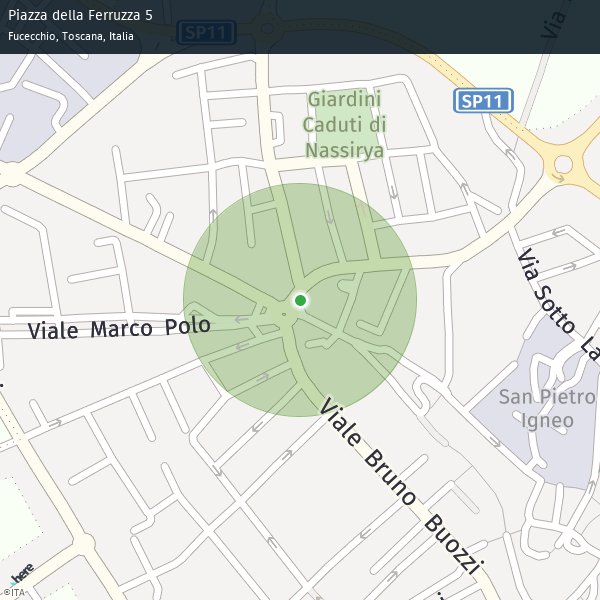 Piazza della Ferruzza 5
Fucecchio, Toscana, Italia
SP11
Via
Giardini
Caduti di
Nassirya
SP11
Via Sotto La
Viale Marco Polo
San Pietro
Igneo
Viale Bruno Buozzi
here
©ITA